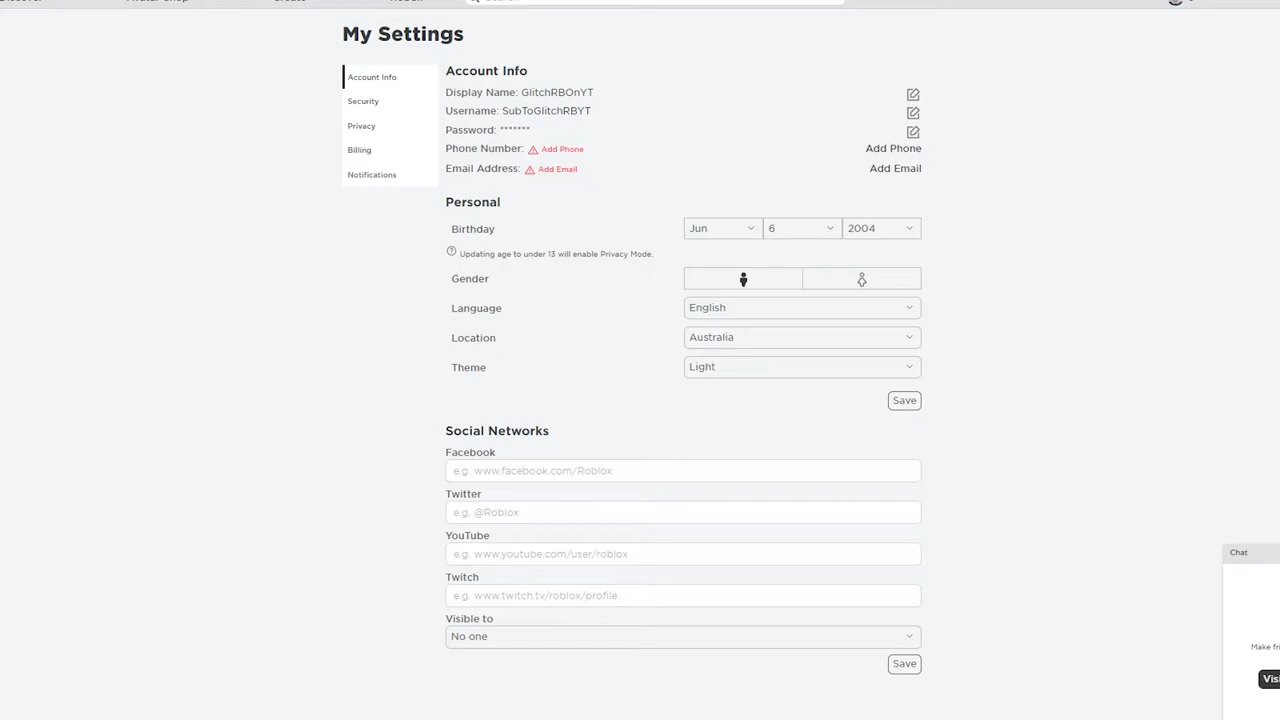 My Settings
Account Info
Security
Privacy
Billing
Notifications
Account Info
Display Name: GlitchRBOnYT
Username: SubToGlitchRBYT
Password: *******
Phone Number: Add Phone Add Phone
Email Address: Add Email Add Email
Personal
Birthday Jun 6 2004
Updating age to under 13 will enable Privacy Mode.
Gender
Language English
Location Australia
Theme Light
Save
Social Networks
Facebook
e.g. www.facebook.com/Roblox
Twitter
e.g. @Roblox
YouTube
e.g. www.youtube.com/user/roblox
Twitch
e.g. www.twitch.tv/roblox/profile
Visible to
No one
Save
Chat
Make